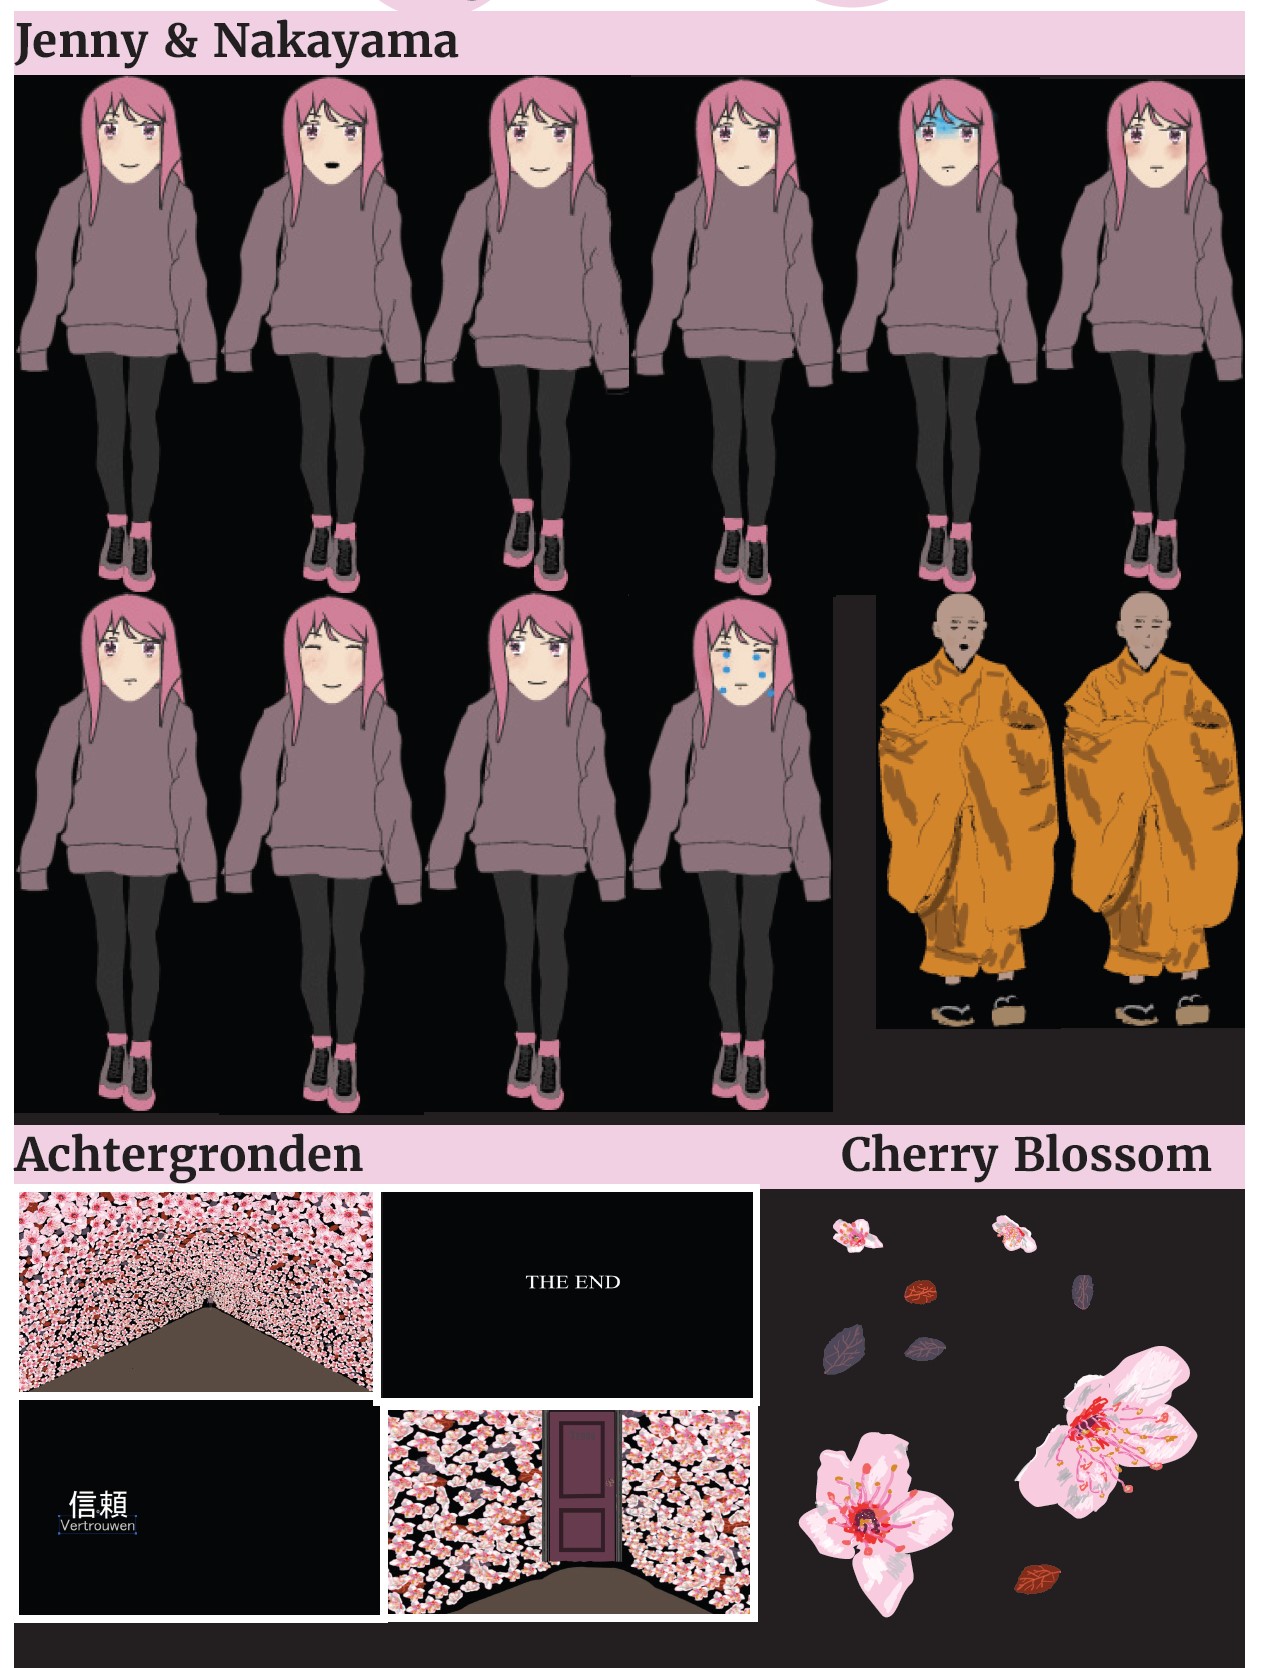 Jenny & Nakayama
Achtergronden
Cherry Blossom
THE END
信頼
Vertrouwen